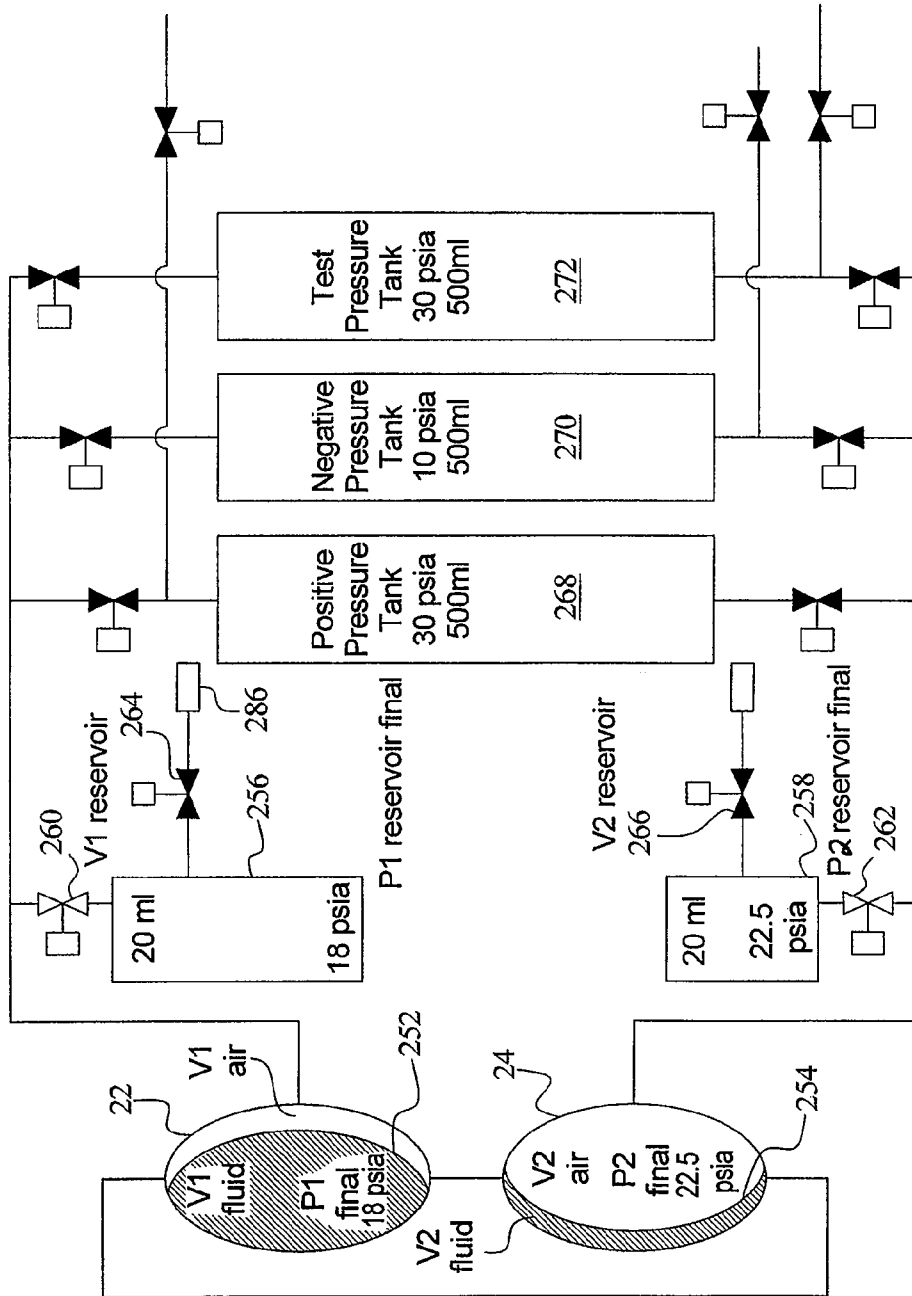 22
V1
air
V1
fluid
P1
final
18 psia
252
V2
fluid
24
V2
air
P2
final
22.5
psia
254
260
V1 reservoir
264
286
20 ml
18 psia
256
P1 reservoir final
V2 reservoir
266
20 ml
22.5
psia
258
P2 reservoir final
262
Positive
Pressure
Tank
30 psia
500ml
268
Negative
Pressure
Tank
10 psia
500ml
270
Test
Pressure
Tank
30 psia
500ml
272